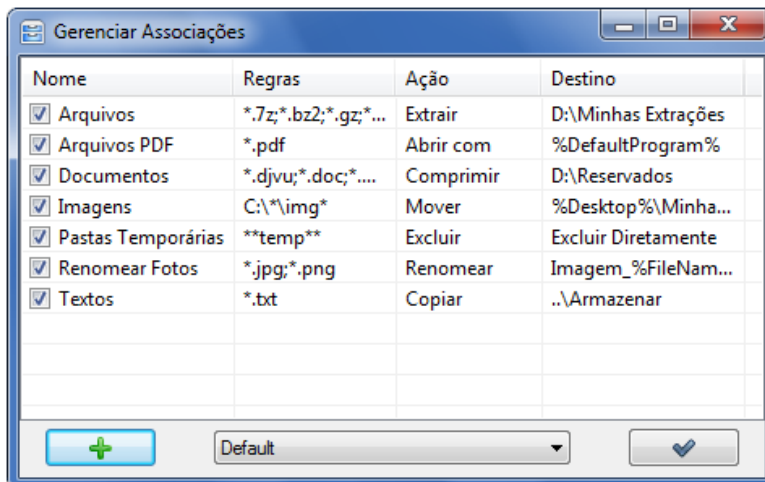 Gerenciar Associações
Nome Regras Ação Destino
Arquivos *.7z;*.bz2;*.gz;*... Extrair D:\Minhas Extrações
Arquivos PDF *.pdf Abrir com %DefaultProgram%
Documentos *.djvu;*.doc;*.... Comprimir D:\Reservados
Imagens C:\*\img* Mover %Desktop%\Minha...
Pastas Temporárias **temp** Excluir Excluir Diretamente
Renomear Fotos *.jpg;*.png Renomear Imagem_%FileNam...
Textos *.txt Copiar ..\Armazenar
Default